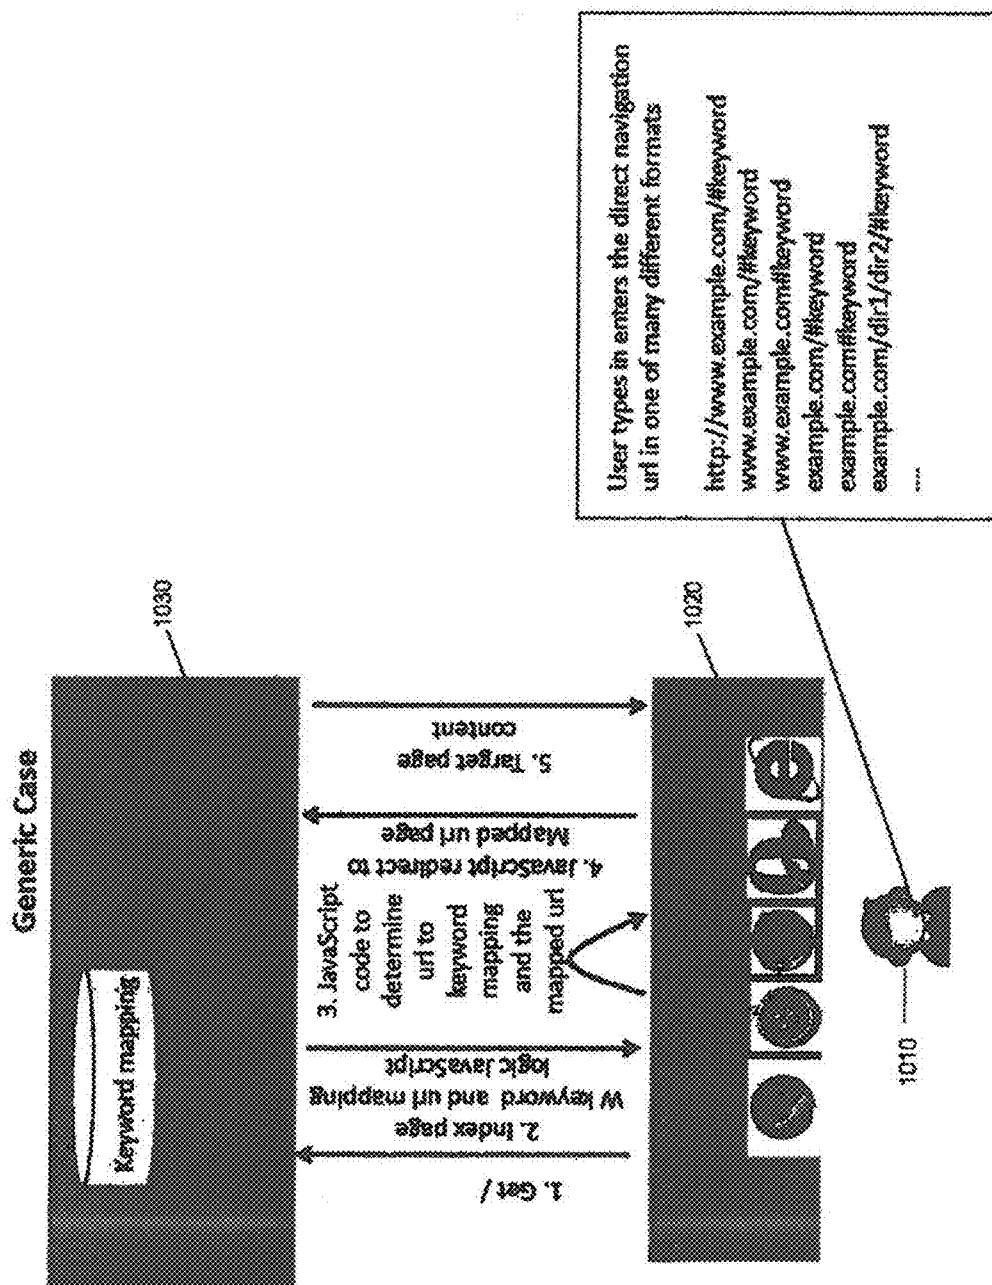 Generic Case
Keyword mapping
1030
1. Get /
2. Index page
W keyword and url mapping
logic JavaScript
3. JavaScript
code to
determine
url to
keyword
mapping
and the
mapped url
4. JavaScript redirect to
Mapped url page
5. Target page
content
1020
1010
User types in enters the direct navigation
url in one of many different formats
http://www.example.com/#keyword
www.example.com/#keyword
www.example.com#keyword
example.com/#keyword
example.com#keyword
example.com/dir1/dir2/#keyword
....